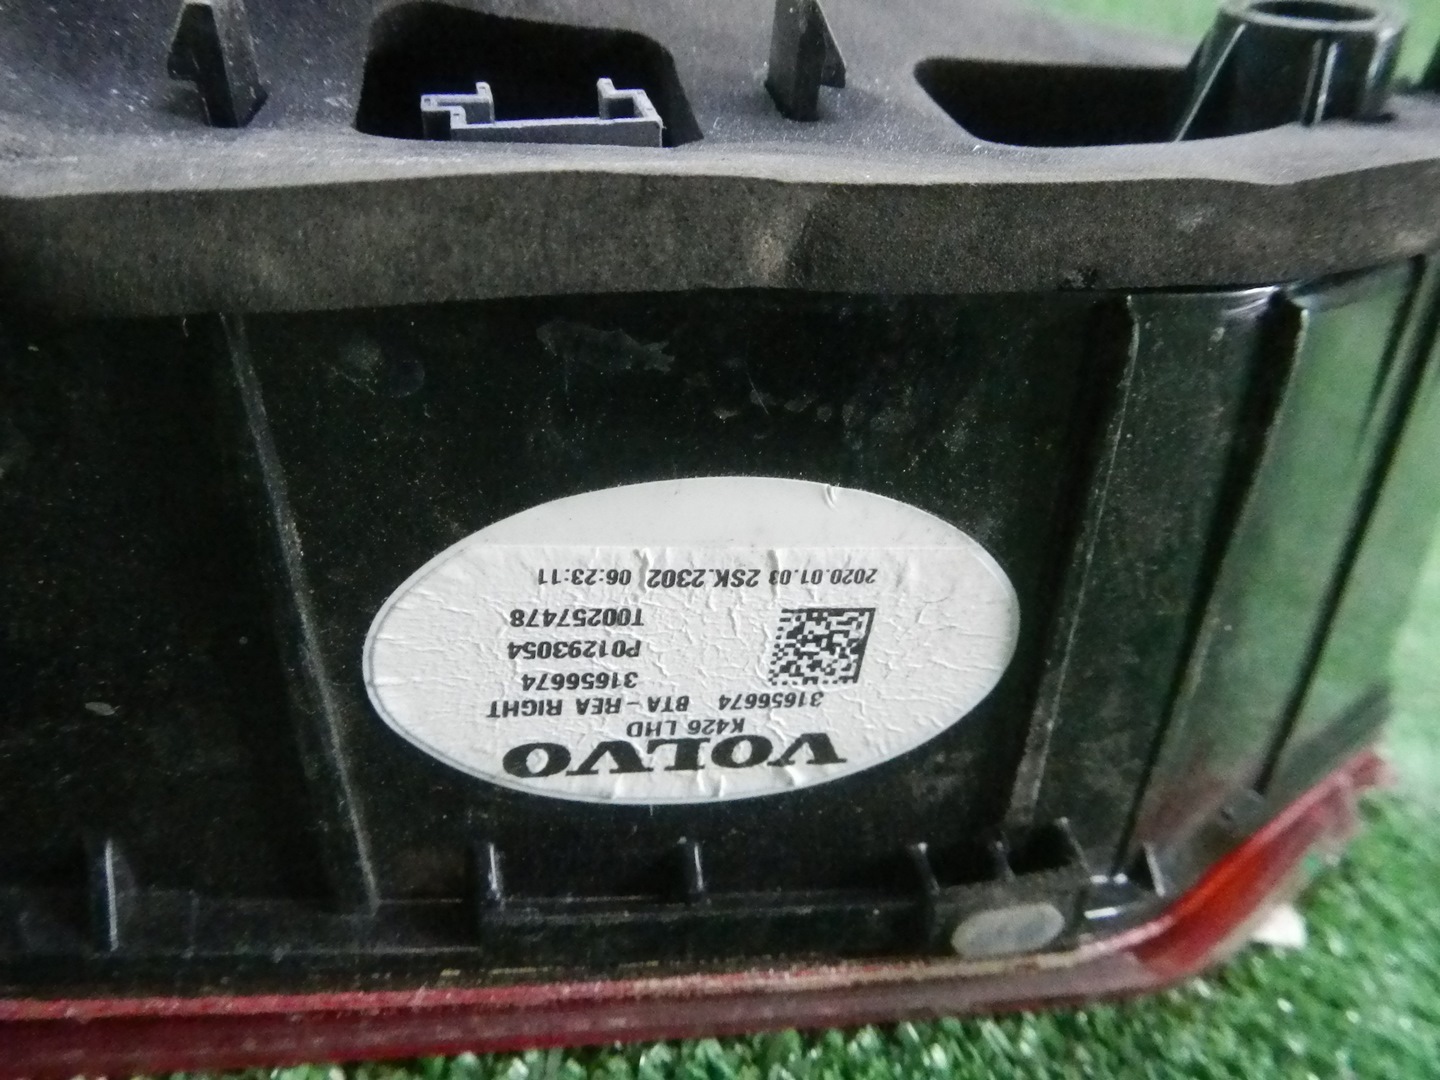 VOLVO
K426 LHD
31656674 BTA - REA RIGHT
31656674
P01293054
T00257478
2020.01.03 2SK.2302 06:23:11